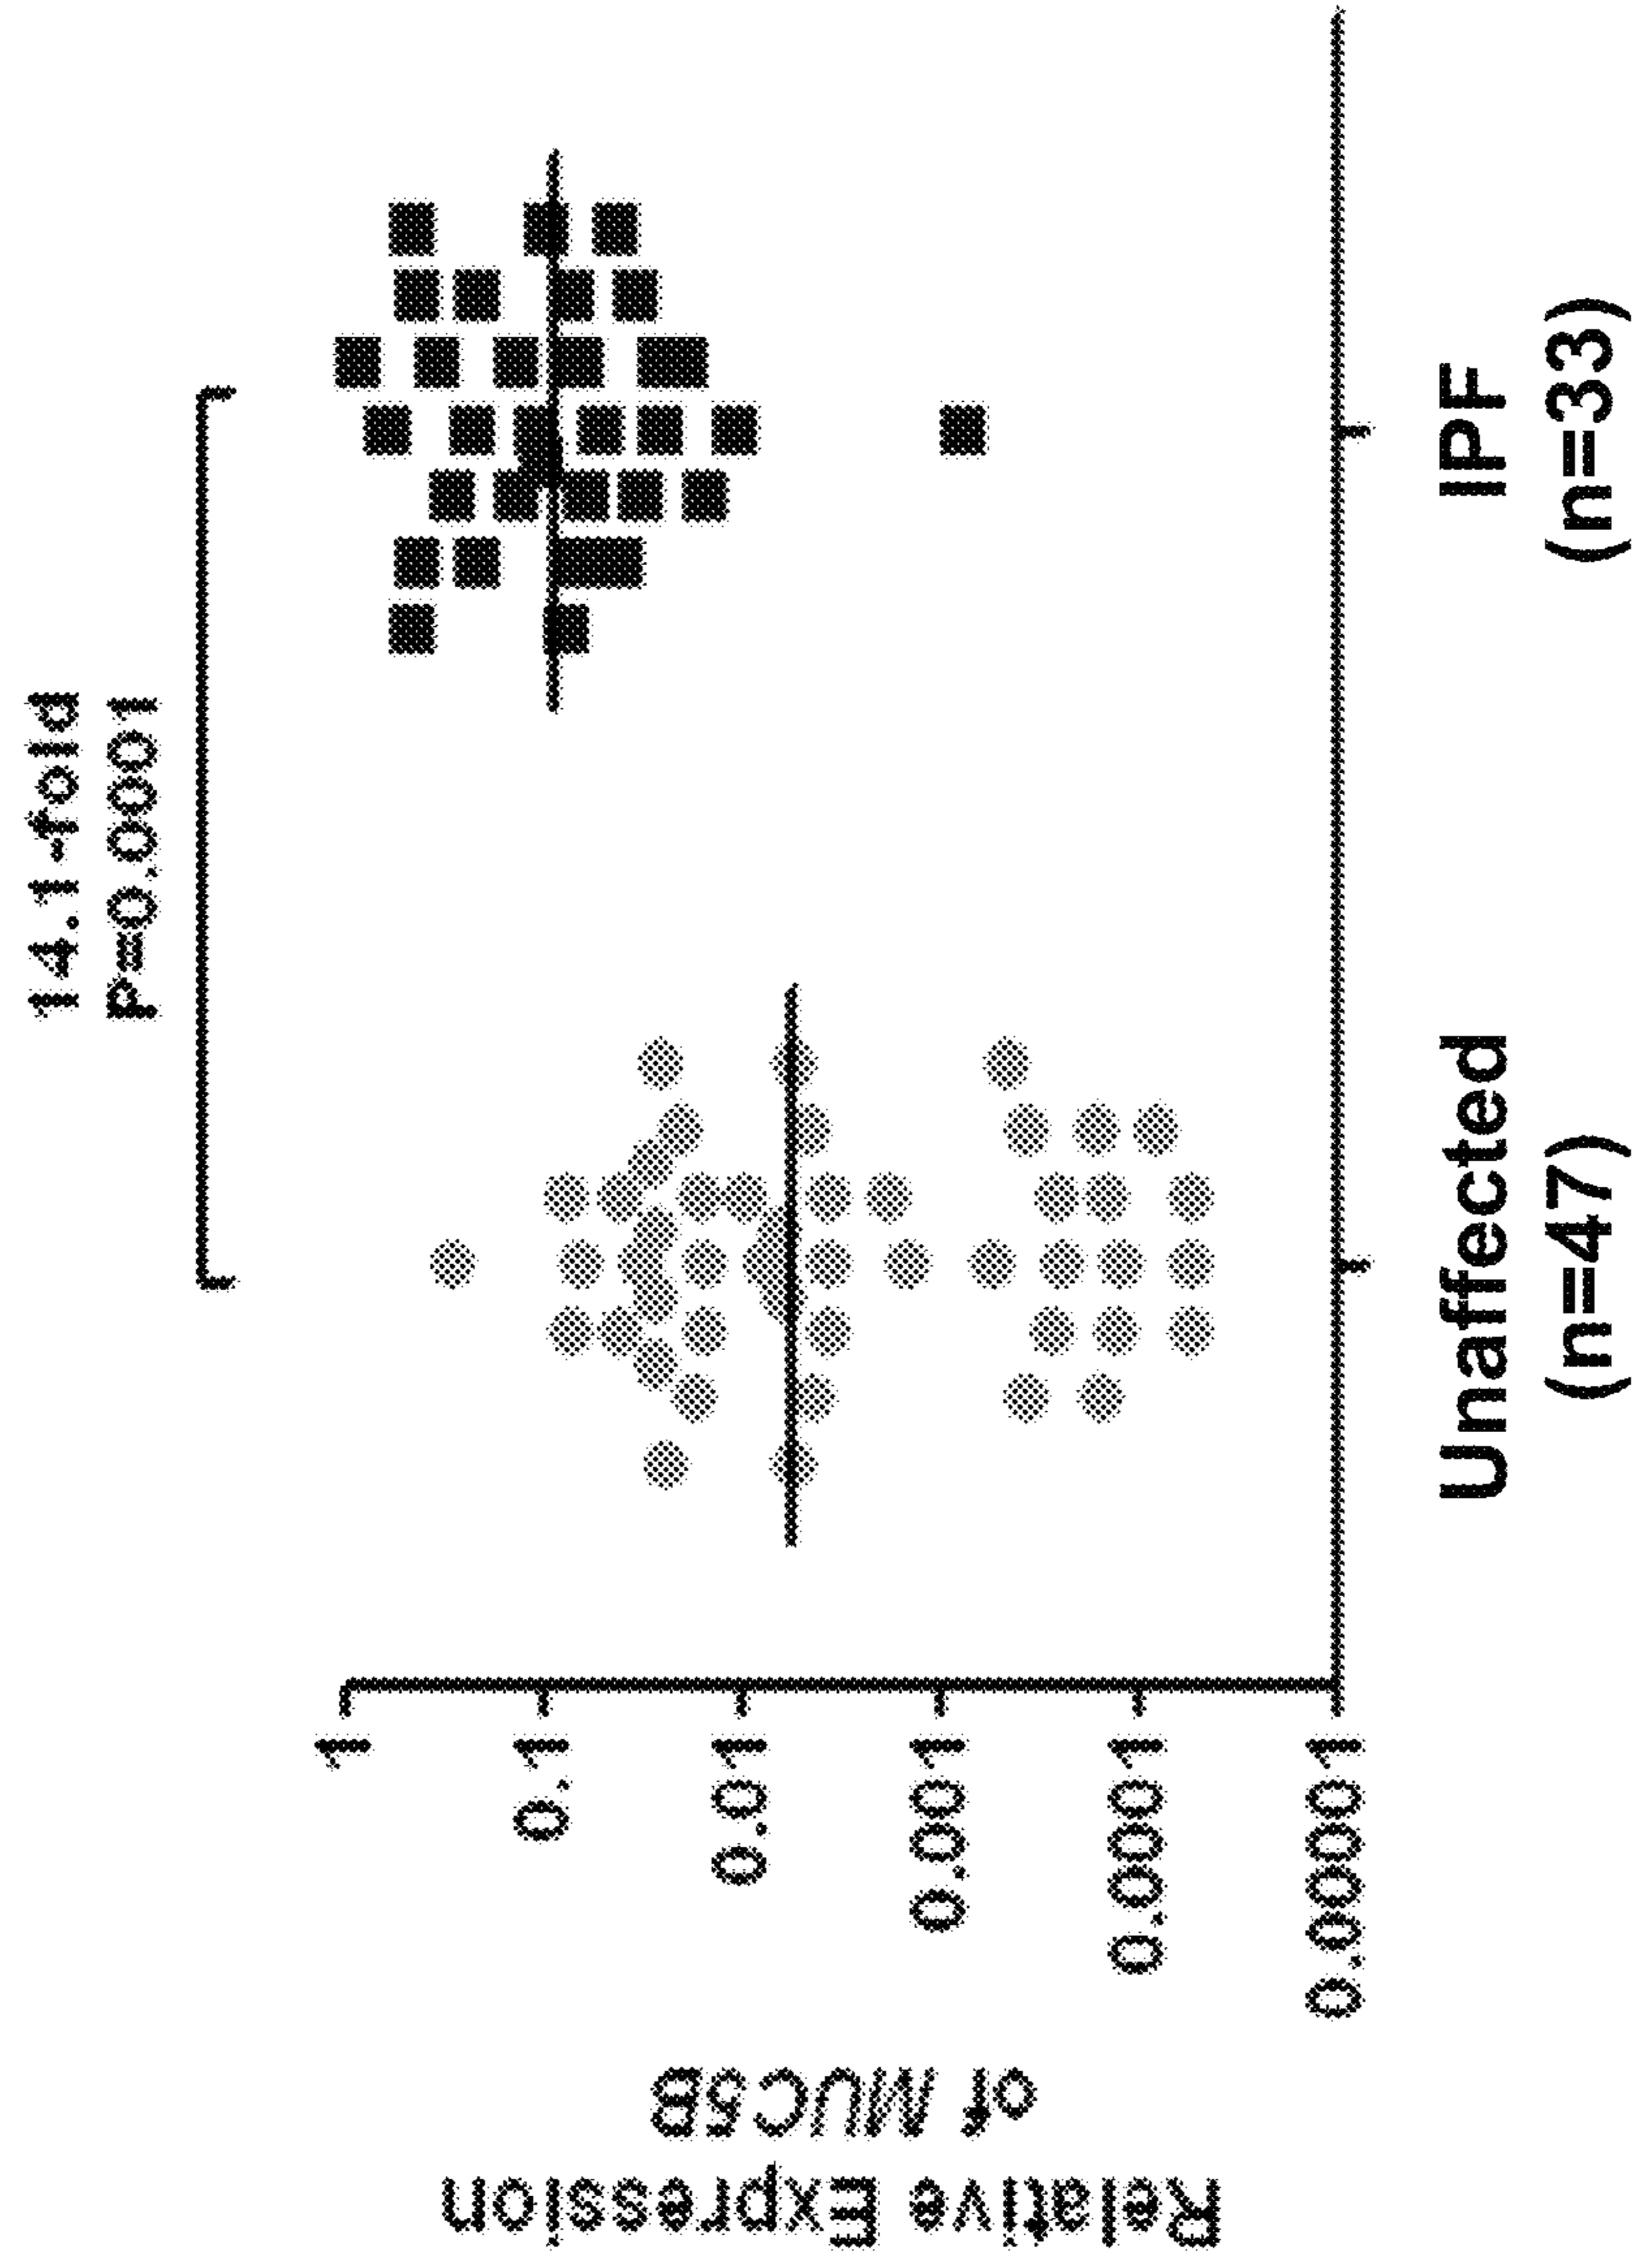 14.1-fold
P=0.0001
Relative Expression
of MUC5B
1
0.1
0.01
0.001
0.0001
0.00001
Unaffected
(n=47)
IPF
(n=33)